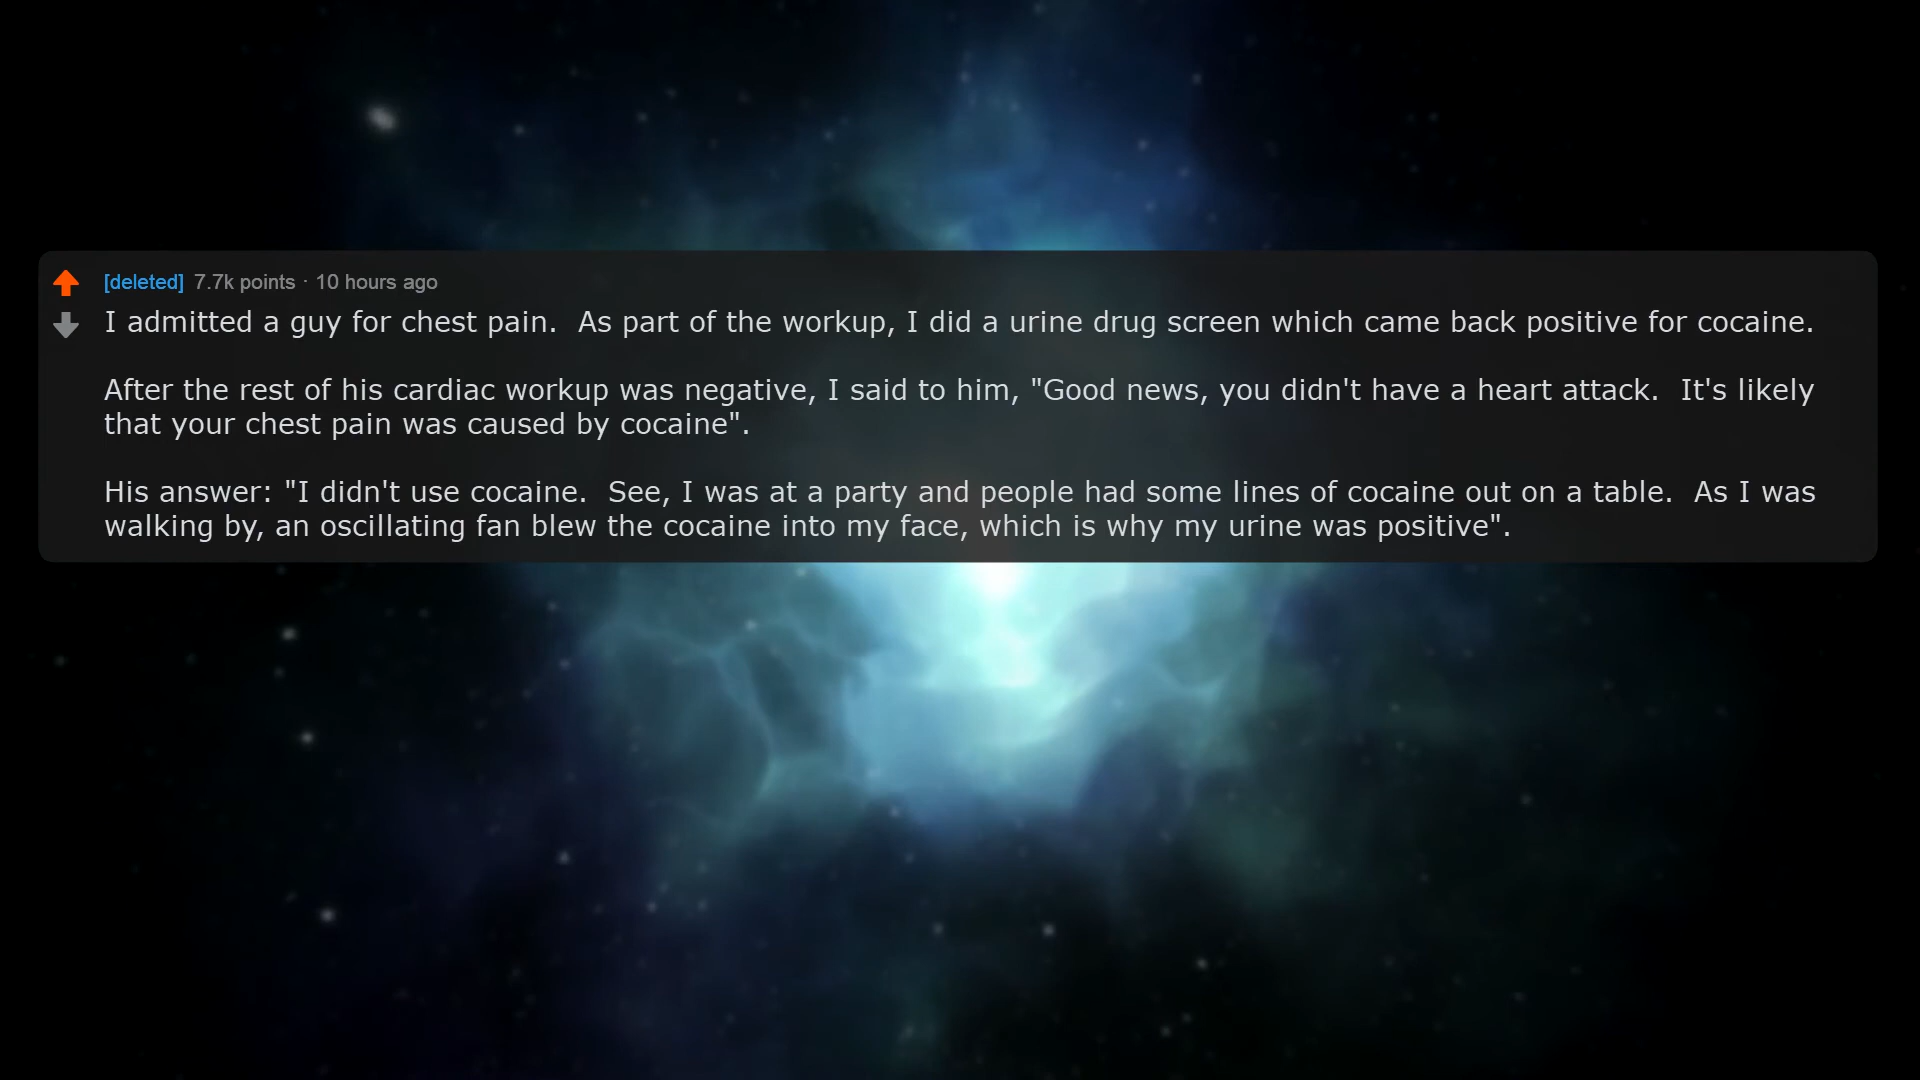 [deleted] 7.7k points · 10 hours ago
I admitted a guy for chest pain.  As part of the workup, I did a urine drug screen which came back positive for cocaine.
After the rest of his cardiac workup was negative, I said to him, "Good news, you didn't have a heart attack.  It's likely
that your chest pain was caused by cocaine".
His answer: "I didn't use cocaine.  See, I was at a party and people had some lines of cocaine out on a table.  As I was
walking by, an oscillating fan blew the cocaine into my face, which is why my urine was positive".